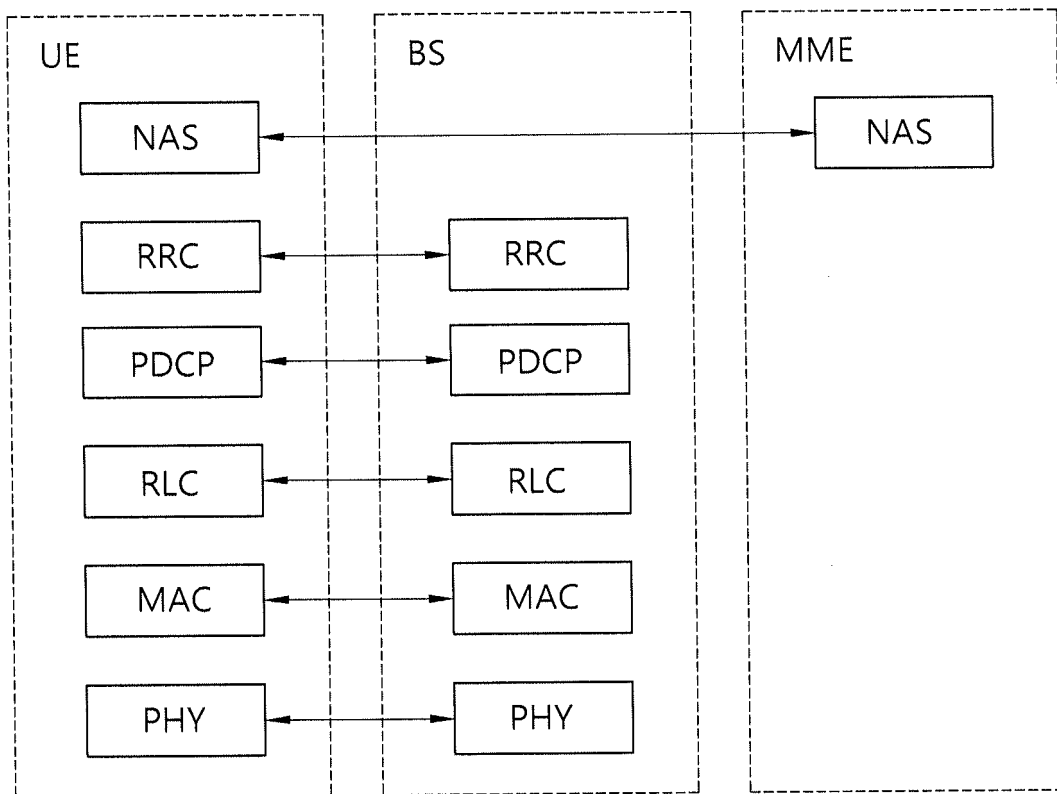 UE
BS
MME
NAS
NAS
RRC
RRC
PDCP
PDCP
RLC
RLC
MAC
MAC
PHY
PHY